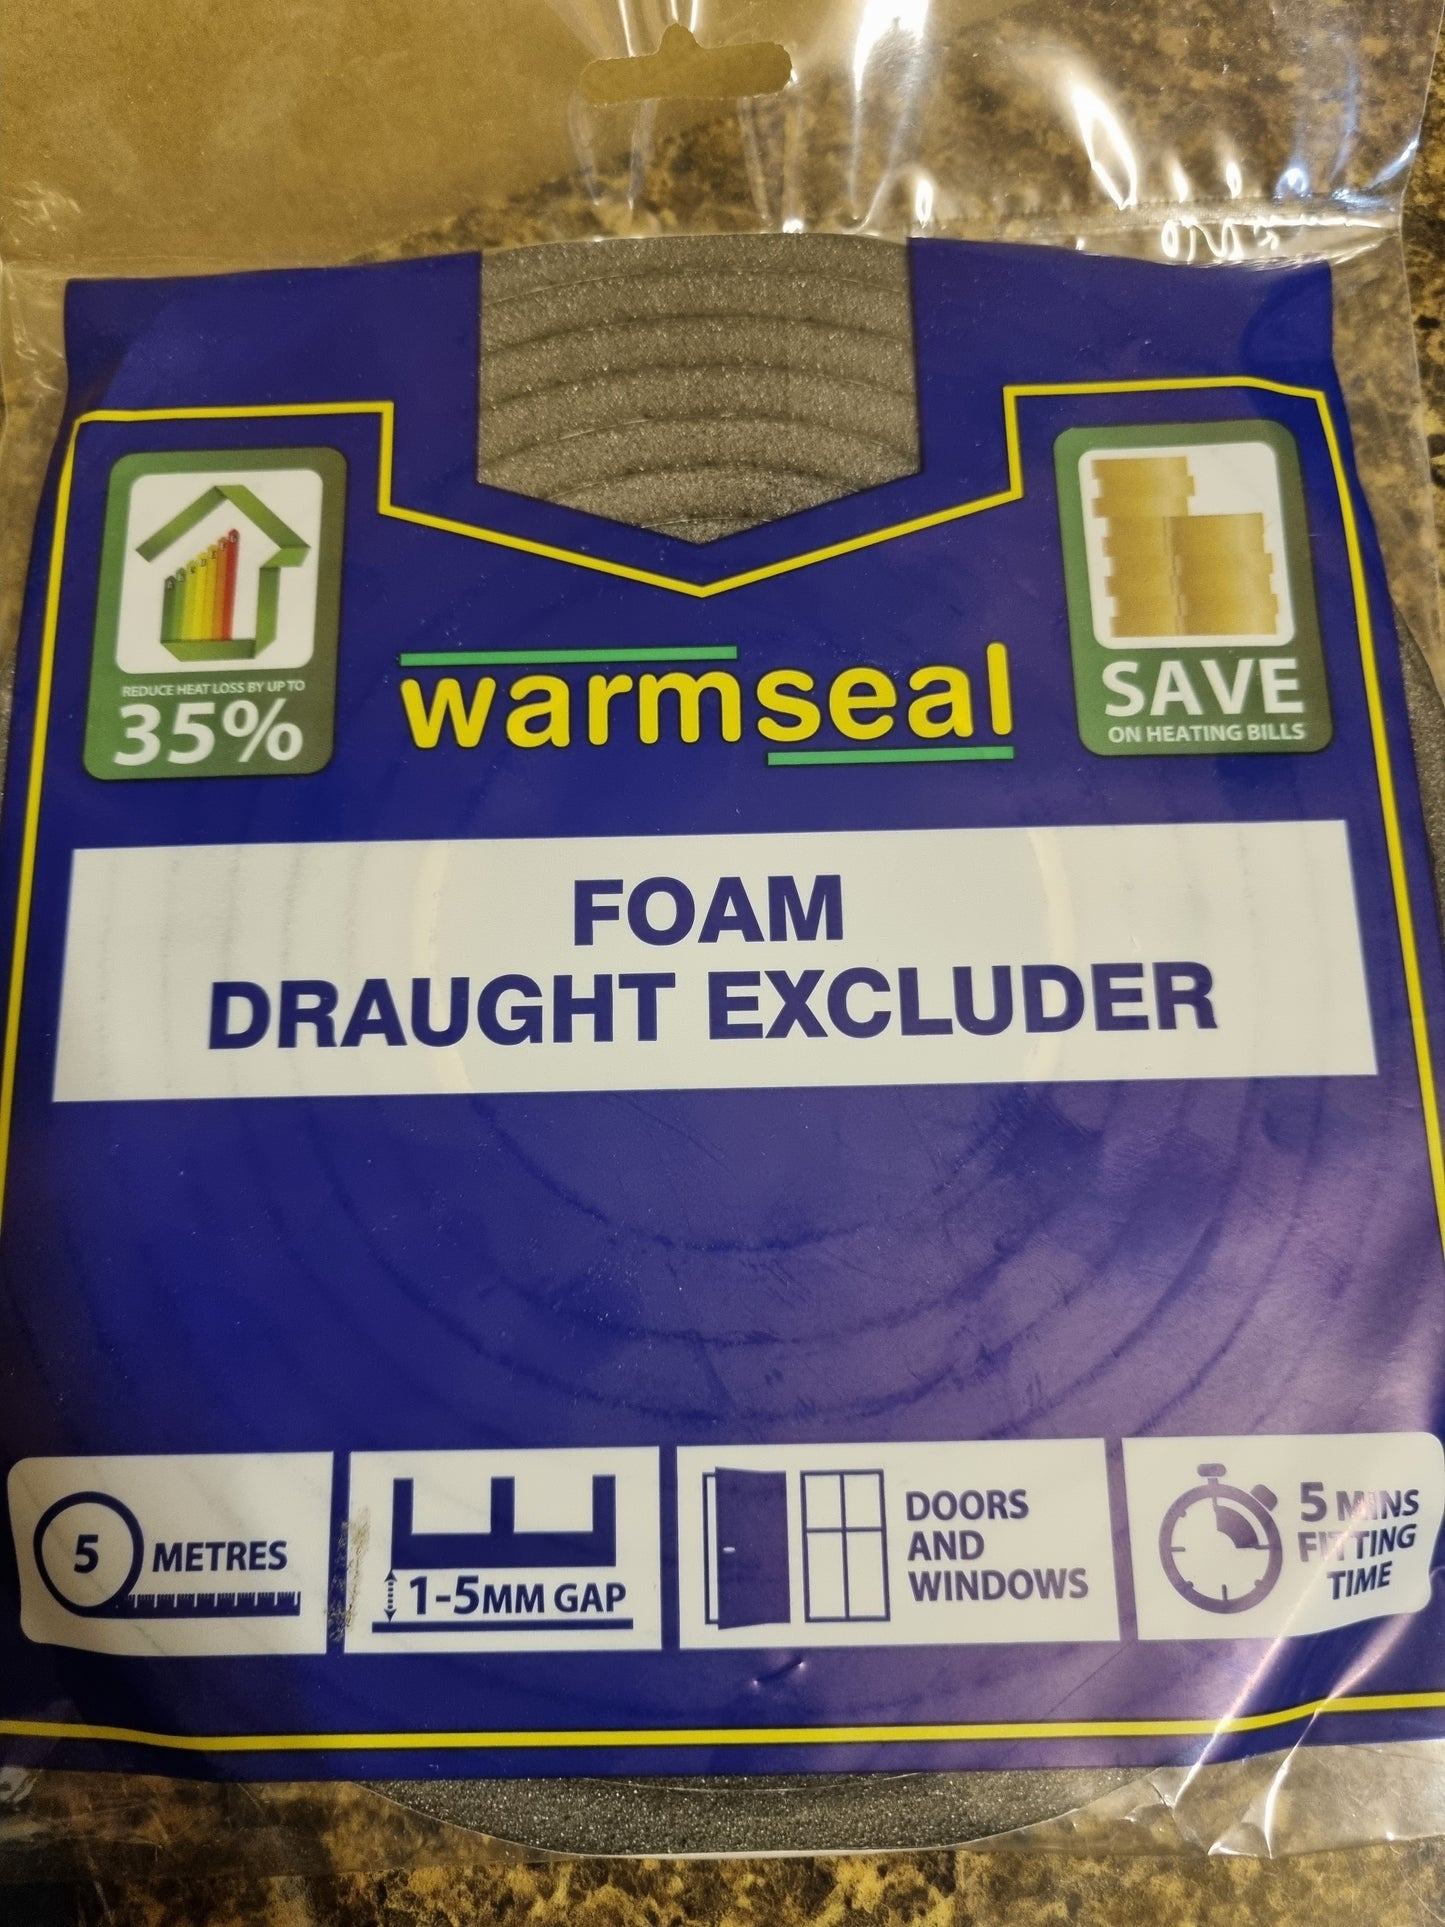 REDUCE HEAT LOSS BY UP TO
35%
warmseal
SAVE
ON HEATING BILLS
FOAM
DRAUGHT EXCLUDER
5 METRES
1-5MM GAP
DOORS
AND
WINDOWS
5 MINS
FITTING
TIME